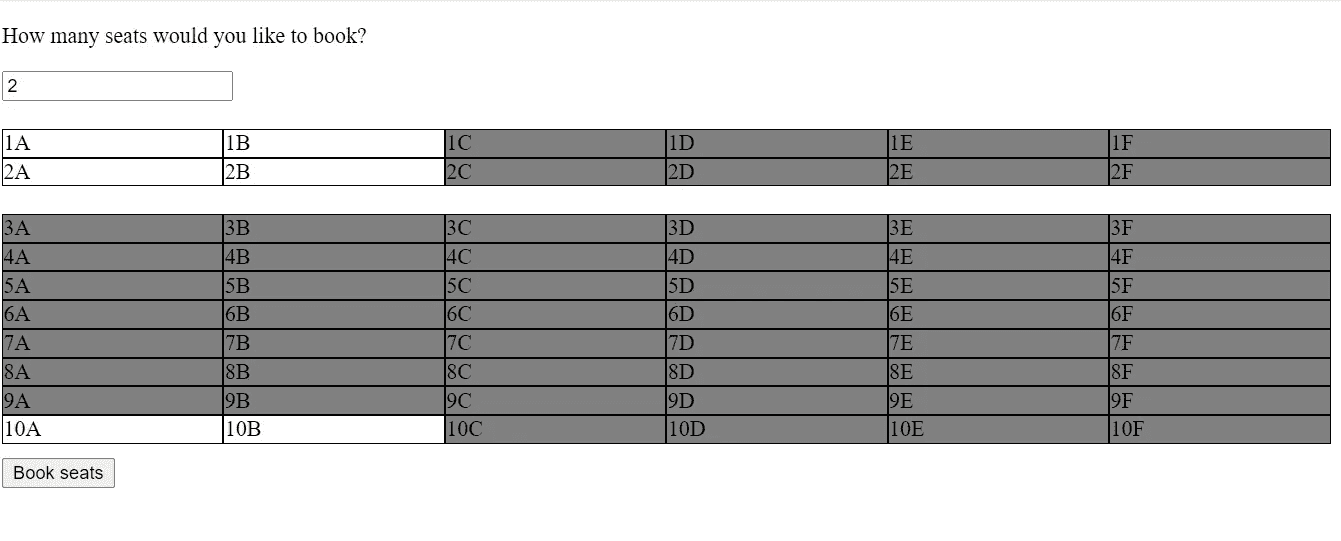 How many seats would you like to book?
2
1A 1B 1C 1D 1E 1F
2A 2B 2C 2D 2E 2F
3A 3B 3C 3D 3E 3F
4A 4B 4C 4D 4E 4F
5A 5B 5C 5D 5E 5F
6A 6B 6C 6D 6E 6F
7A 7B 7C 7D 7E 7F
8A 8B 8C 8D 8E 8F
9A 9B 9C 9D 9E 9F
10A 10B 10C 10D 10E 10F
Book seats